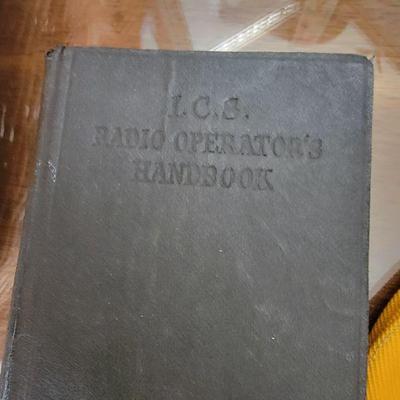 I.C.S.
RADIO OPERATOR'S
HANDBOOK